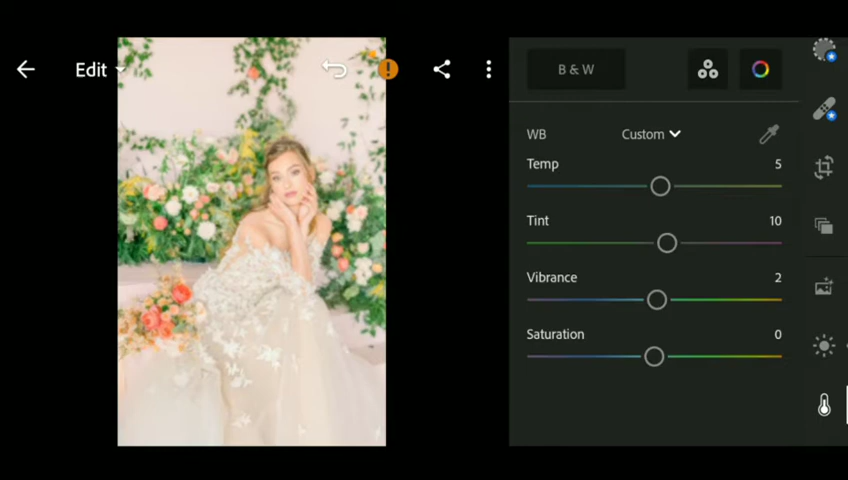 Edit
B & W
WB Custom
Temp 5
Tint 10
Vibrance 2
Saturation 0